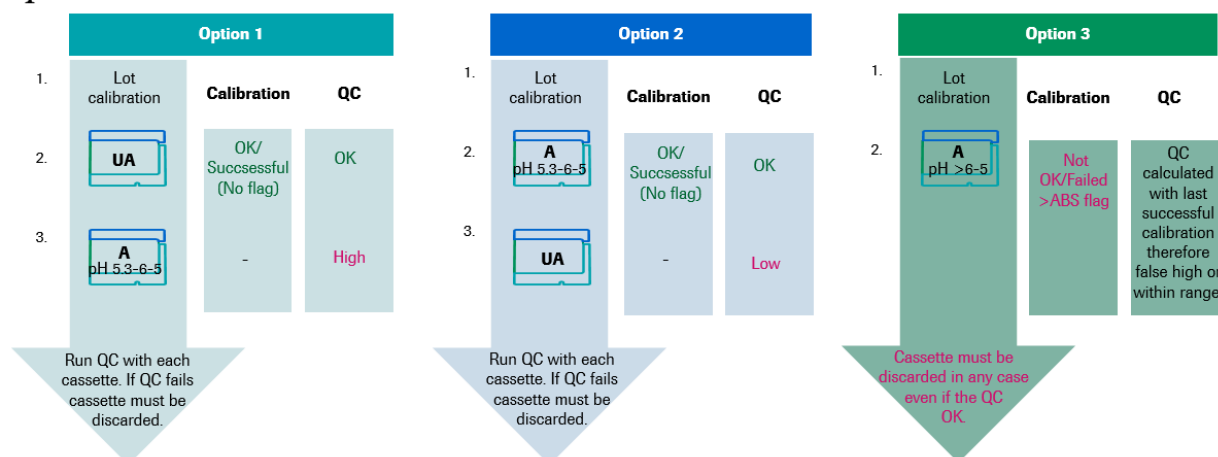 Option 1
1.
Lot
calibration
Calibration
QC
2.
UA
OK/
Succsessful
(No flag)
OK
3.
A
pH 5.3-6-5
-
High
Run QC with each
cassette. If QC fails
cassette must be
discarded.
Option 2
1.
Lot
calibration
Calibration
QC
2.
A
pH 5.3-6-5
OK/
Succsessful
(No flag)
OK
3.
UA
-
Low
Run QC with each
cassette. If QC fails
cassette must be
discarded.
Option 3
1.
Lot
calibration
Calibration
QC
2.
A
pH >6-5
Not
OK/Failed
>ABS flag
QC
calculated
with last
successful
calibration
therefore
false high or
within range
Cassette must be
discarded in any case
even if the QC
OK.